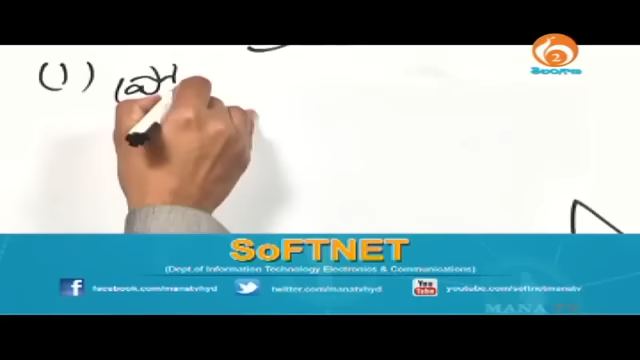 2
తెలంగాణ
(1)
SoFTNET
(Dept.of Information Technology Electronics & Communications)
facebook.com/manatvhyd
twitter.com/manatvhyd
You Tube
youtube.com/softnetmanatv
MANA TV